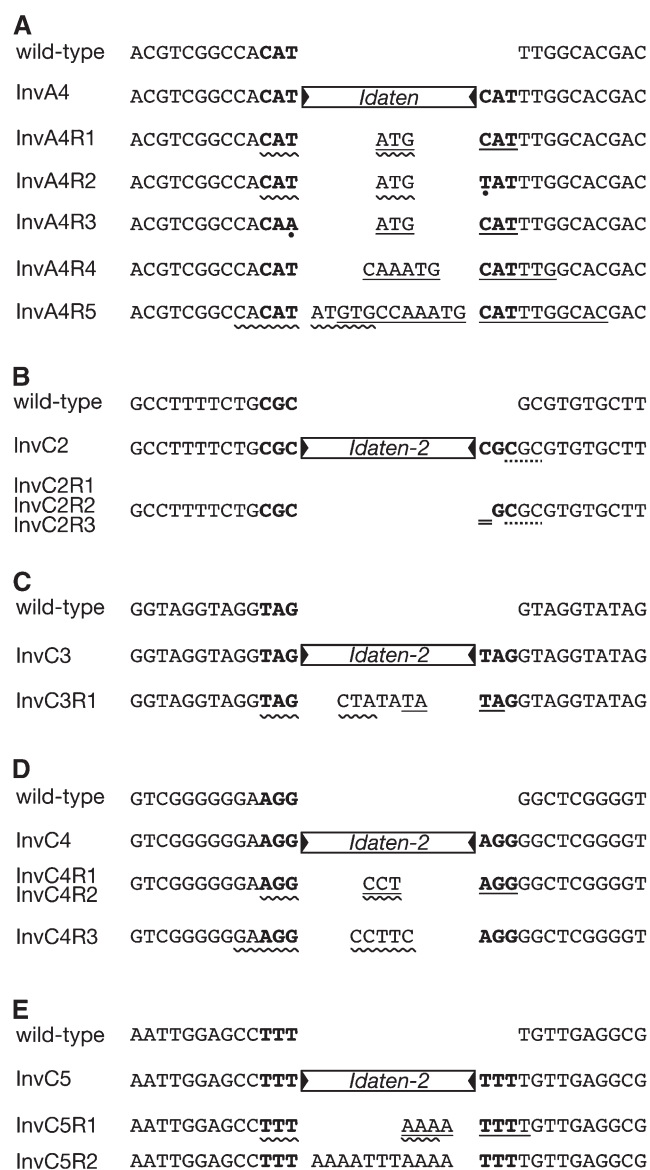 A
wild-type ACGTCGGCCACAT TTGGCACGAC
InvA4 ACGTCGGCCACAT Idaten CATTTGGCACGAC
InvA4R1 ACGTCGGCCACAT ATG CATTTGGCACGAC
InvA4R2 ACGTCGGCCACAT ATG TATTTGGCACGAC
InvA4R3 ACGTCGGCCACAA ATG CATTTGGCACGAC
InvA4R4 ACGTCGGCCACAT CAAATG CATTTGGCACGAC
InvA4R5 ACGTCGGCCACAT ATGTGCCAAATG CATTTGGCACGAC
B
wild-type GCCTTTTCTGCGC GCGTGTGCTT
InvC2 GCCTTTTCTGCGC Idaten-2 CGCGCGTGTGCTT
InvC2R1
InvC2R2 GCCTTTTCTGCGC GCGCGTGTGCTT
InvC2R3
C
wild-type GGTAGGTAGGTAG GTAGGTATAG
InvC3 GGTAGGTAGGTAG Idaten-2 TAGGTAGGTATAG
InvC3R1 GGTAGGTAGGTAG CTATATA TAGGTAGGTATAG
D
wild-type GTCGGGGGGAAGG GGCTCGGGGT
InvC4 GTCGGGGGGAAGG Idaten-2 AGGGGCTCGGGGT
InvC4R1
InvC4R2 GTCGGGGGGAAGG CCT AGGGGCTCGGGGT
InvC4R3 GTCGGGGGGAAGG CCTTC AGGGGCTCGGGGT
E
wild-type AATTGGAGCCTTT TGTTGAGGCG
InvC5 AATTGGAGCCTTT Idaten-2 TTTTGTTGAGGCG
InvC5R1 AATTGGAGCCTTT AAAA TTTTGTTGAGGCG
InvC5R2 AATTGGAGCCTTT AAAATTTAAAA TTTTGTTGAGGCG